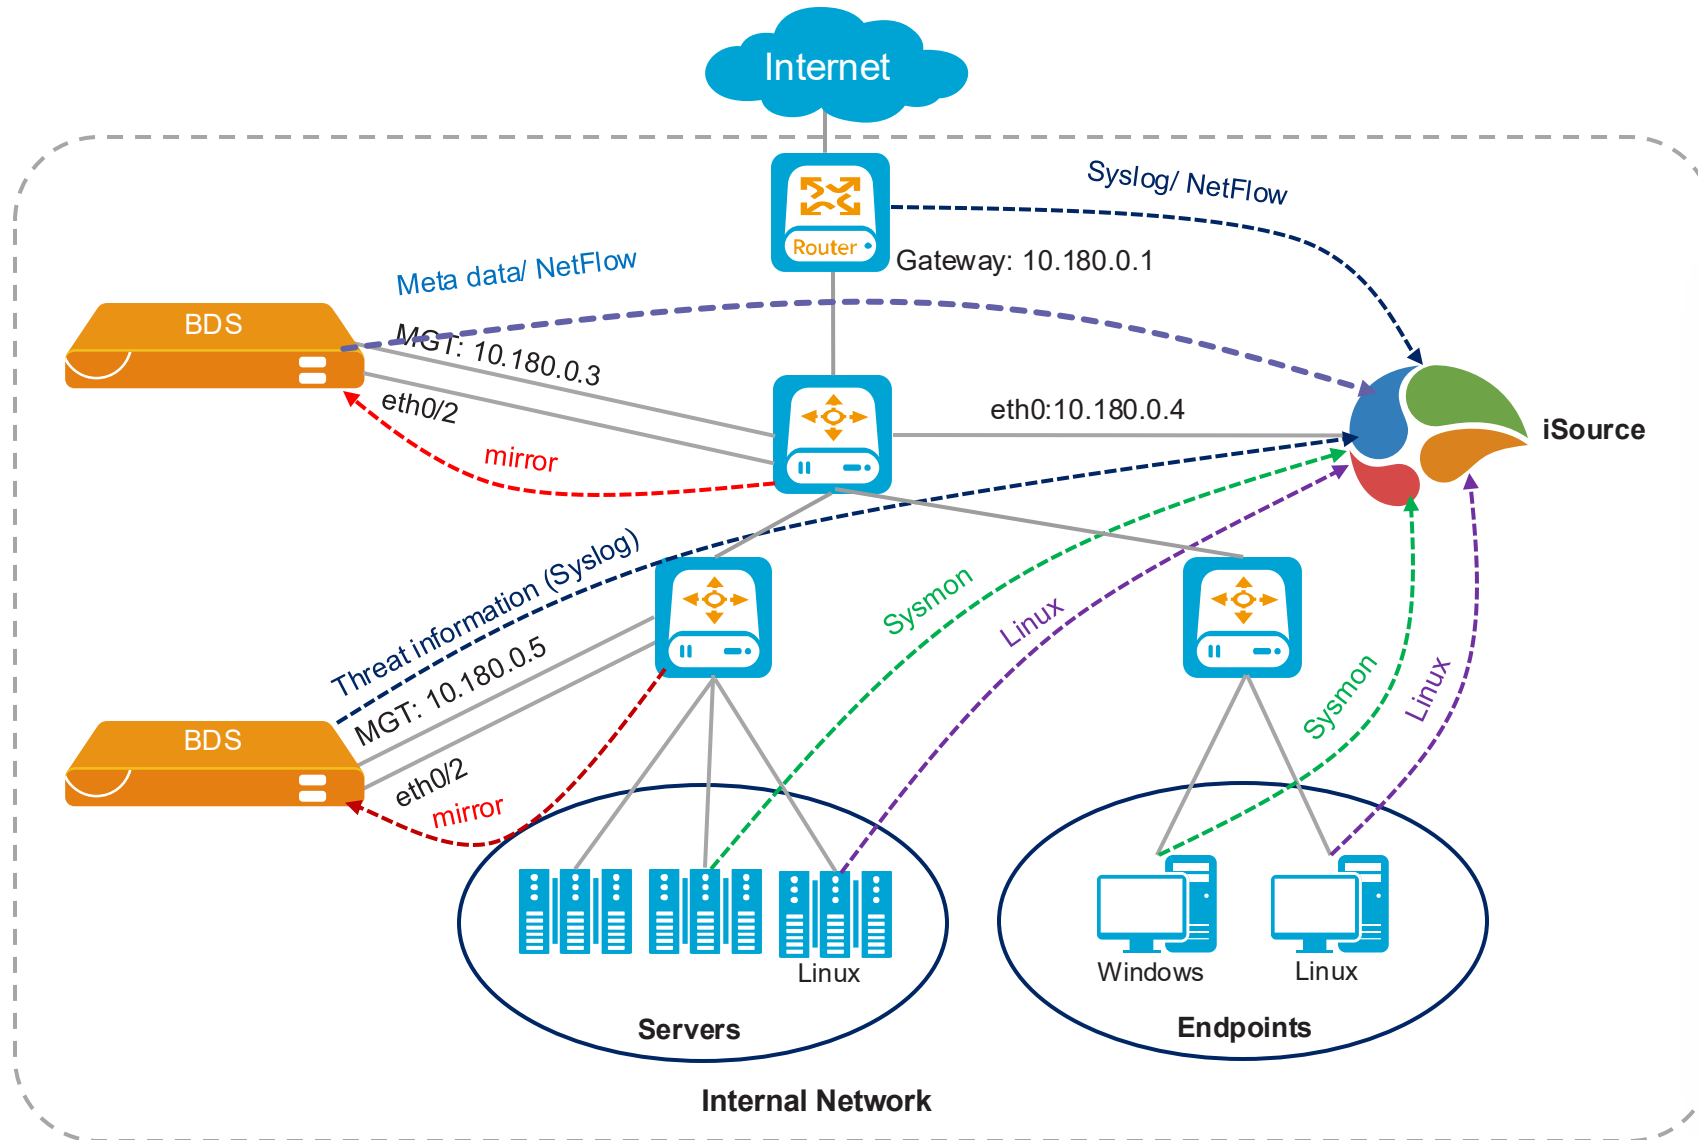 Internet
Syslog/ NetFlow
Router
Gateway: 10.180.0.1
Meta data/ NetFlow
BDS
MGT: 10.180.0.3
eth0/2
mirror
eth0:10.180.0.4
iSource
Threat information (Syslog)
Sysmon
Linux
MGT: 10.180.0.5
Sysmon
Linux
BDS
eth0/2
mirror
Linux
Windows
Linux
Servers
Endpoints
Internal Network